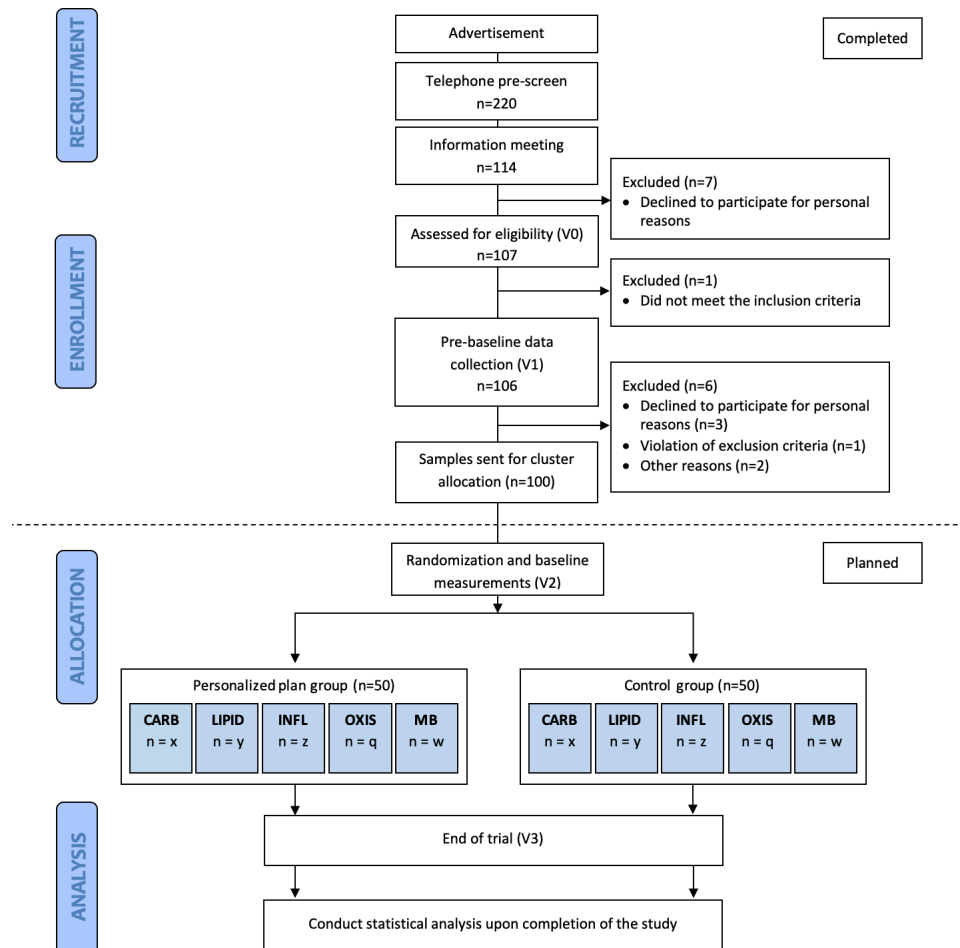 RECRUITMENT
Advertisement
Completed
Telephone pre-screen
n=220
Information meeting
n=114
Excluded (n=7)
• Declined to participate for personal
reasons
ENROLLMENT
Assessed for eligibility (V0)
n=107
Excluded (n=1)
• Did not meet the inclusion criteria
Pre-baseline data
collection (V1)
n=106
Excluded (n=6)
• Declined to participate for personal
reasons (n=3)
• Violation of exclusion criteria (n=1)
• Other reasons (n=2)
Samples sent for cluster
allocation (n=100)
ALLOCATION
Randomization and baseline
measurements (V2)
Planned
Personalized plan group (n=50)
CARB LIPID INFL OXIS MB
n = x n = y n = z n = q n = w
Control group (n=50)
CARB LIPID INFL OXIS MB
n = x n = y n = z n = q n = w
ANALYSIS
End of trial (V3)
Conduct statistical analysis upon completion of the study